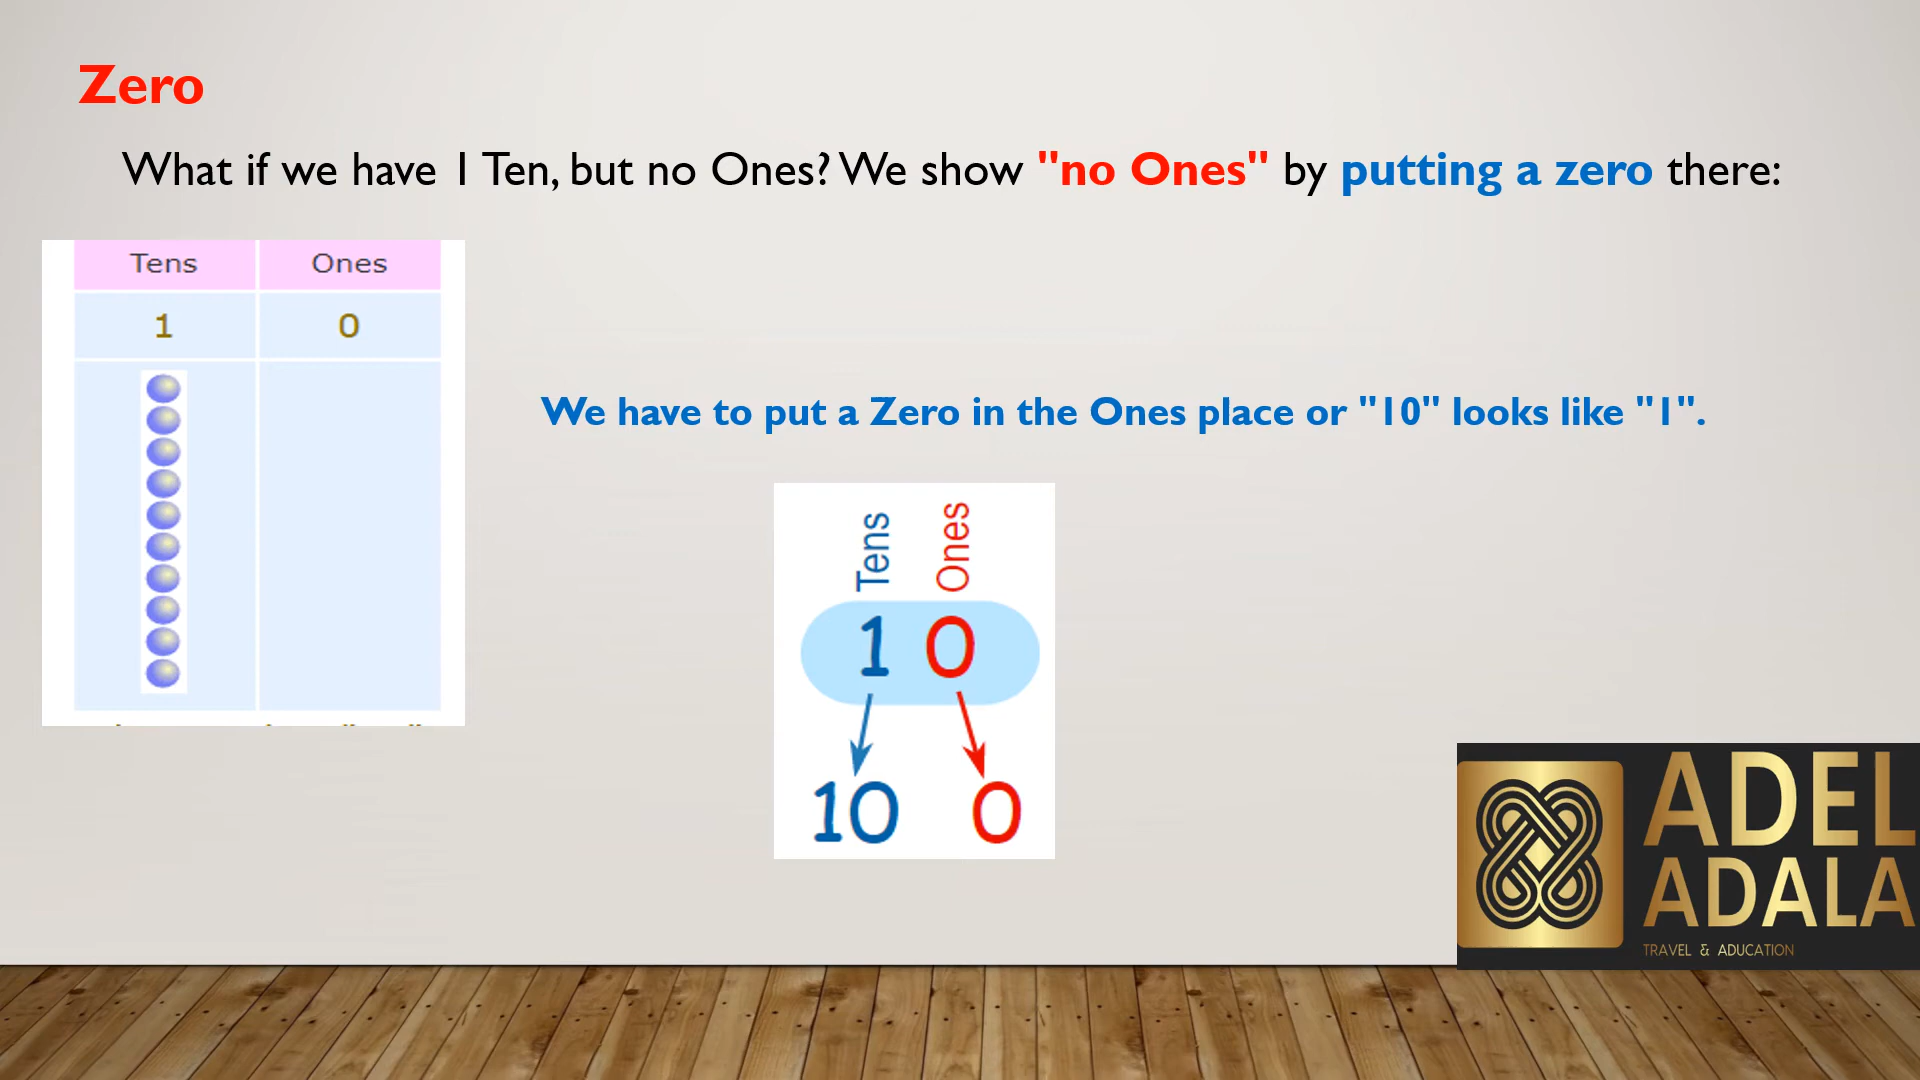 Zero
What if we have 1 Ten, but no Ones? We show "no Ones" by putting a zero there:
Tens Ones
1 0
We have to put a Zero in the Ones place or "10" looks like "1".
Tens Ones
1 0
10 0
ADEL
ADALA
TRAVEL & ADUCATION